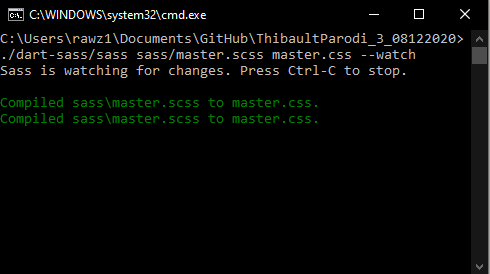 C:\WINDOWS\system32\cmd.exe
C:\Users\rawz1\Documents\GitHub\ThibaultParodi_3_08122020>
./dart-sass/sass sass/master.scss master.css --watch
Sass is watching for changes. Press Ctrl-C to stop.
Compiled sass\master.scss to master.css.
Compiled sass\master.scss to master.css.